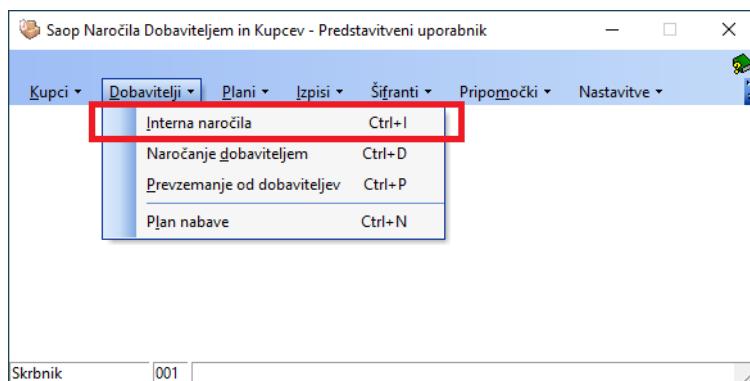 Saop Naročila Dobaviteljem in Kupcev - Predstavitveni uporabnik
Kupci Dobavitelji Plani Izpisi Šifranti Pripomočki Nastavitve
Interna naročila Ctrl+I
Naročanje dobaviteljem Ctrl+D
Prevzemanje od dobaviteljev Ctrl+P
Plan nabave Ctrl+N
Skrbnik 001